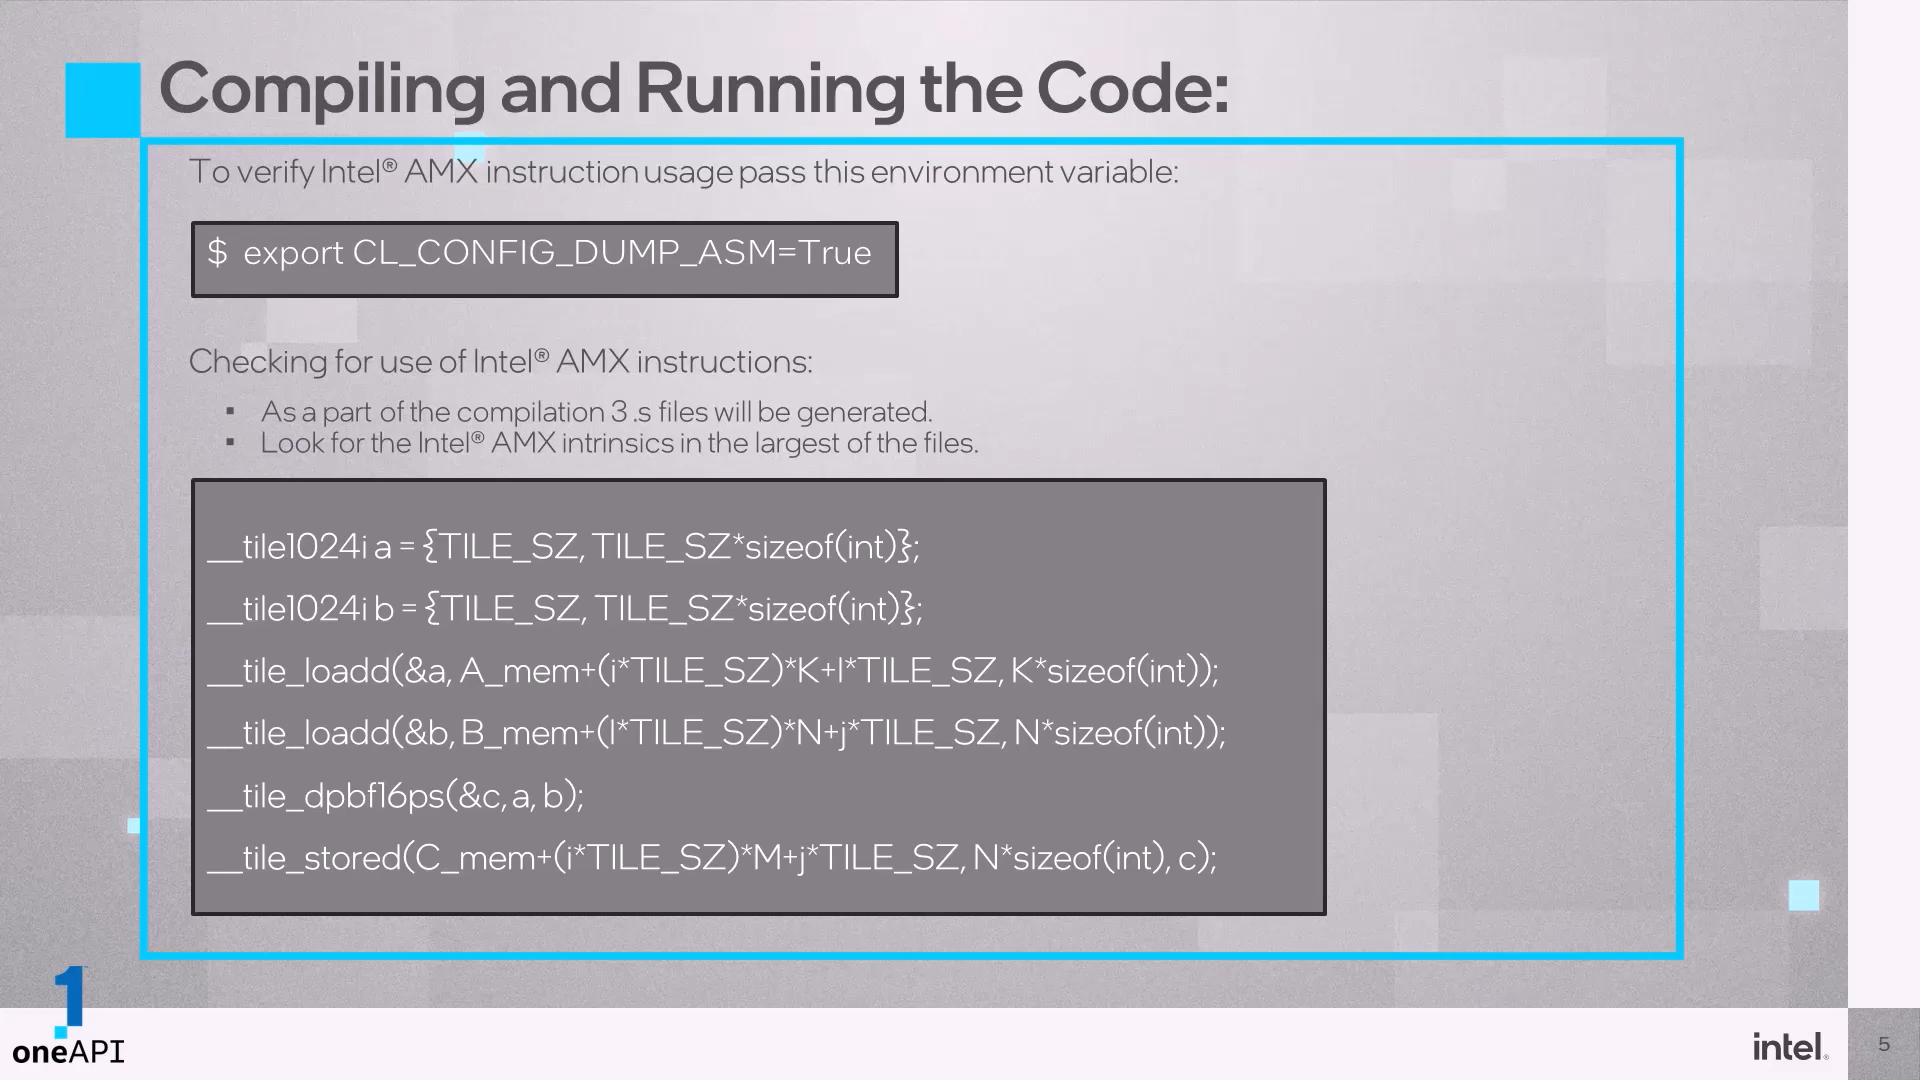 Compiling and Running the Code:
To verify Intel® AMX instruction usage pass this environment variable:
$ export CL_CONFIG_DUMP_ASM=True
Checking for use of Intel® AMX instructions:
▪ As a part of the compilation 3 .s files will be generated.
▪ Look for the Intel® AMX intrinsics in the largest of the files.
__tile1024i a = {TILE_SZ, TILE_SZ*sizeof(int)};
__tile1024i b = {TILE_SZ, TILE_SZ*sizeof(int)};
__tile_loadd(&a, A_mem+(i*TILE_SZ)*K+l*TILE_SZ, K*sizeof(int));
__tile_loadd(&b, B_mem+(l*TILE_SZ)*N+j*TILE_SZ, N*sizeof(int));
__tile_dpbf16ps(&c, a, b);
__tile_stored(C_mem+(i*TILE_SZ)*M+j*TILE_SZ, N*sizeof(int), c);
1
oneAPI
intel.
5